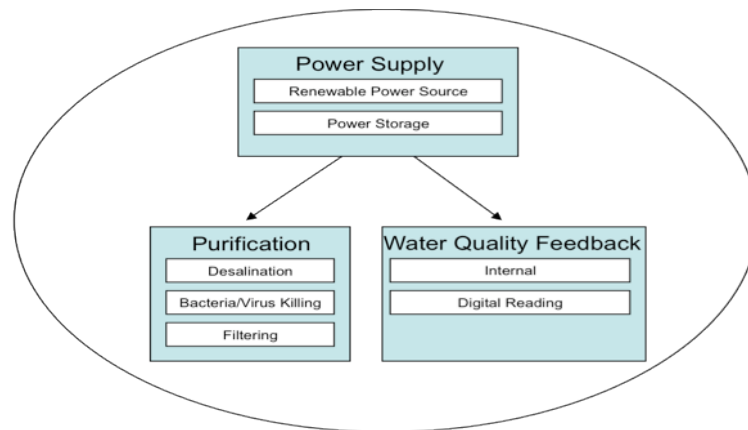 Power Supply
Renewable Power Source
Power Storage
Purification
Desalination
Bacteria/Virus Killing
Filtering
Water Quality Feedback
Internal
Digital Reading